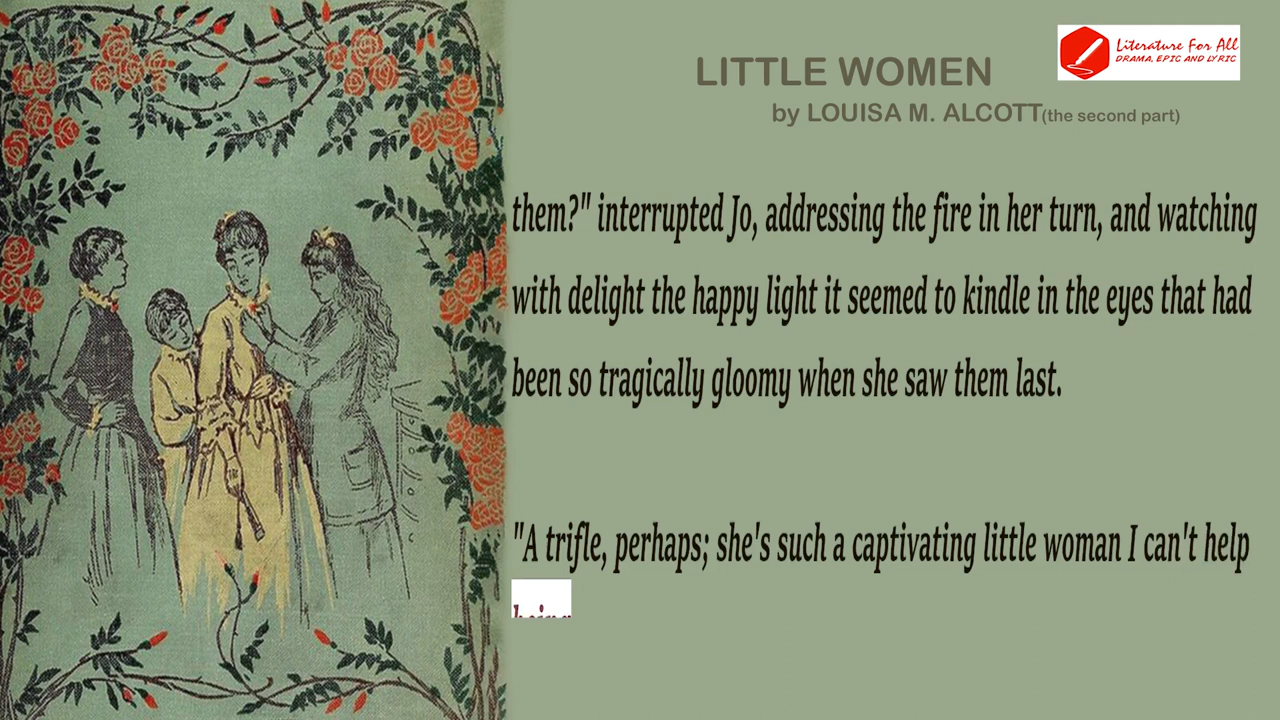 LITTLE WOMEN
by LOUISA M. ALCOTT(the second part)
Literature For All
DRAMA, EPIC AND LYRIC
them?" interrupted Jo, addressing the fire in her turn, and watching
with delight the happy light it seemed to kindle in the eyes that had
been so tragically gloomy when she saw them last.
"A trifle, perhaps; she's such a captivating little woman I can't help